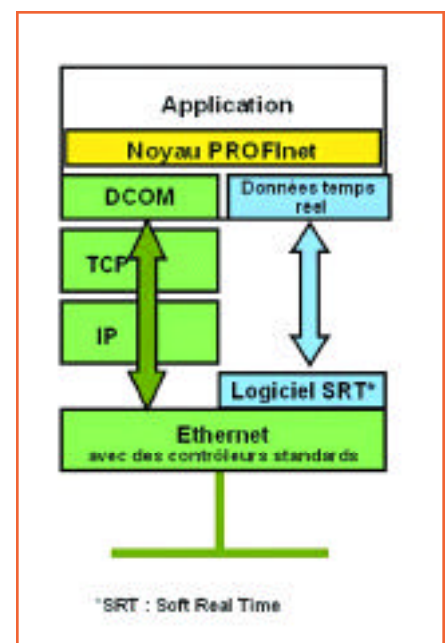 Application
Noyau PROFInet
DCOM
Données temps
réel
TCP
IP
Logiciel SRT*
Ethernet
avec des contrôleurs standards
*SRT : Soft Real Time